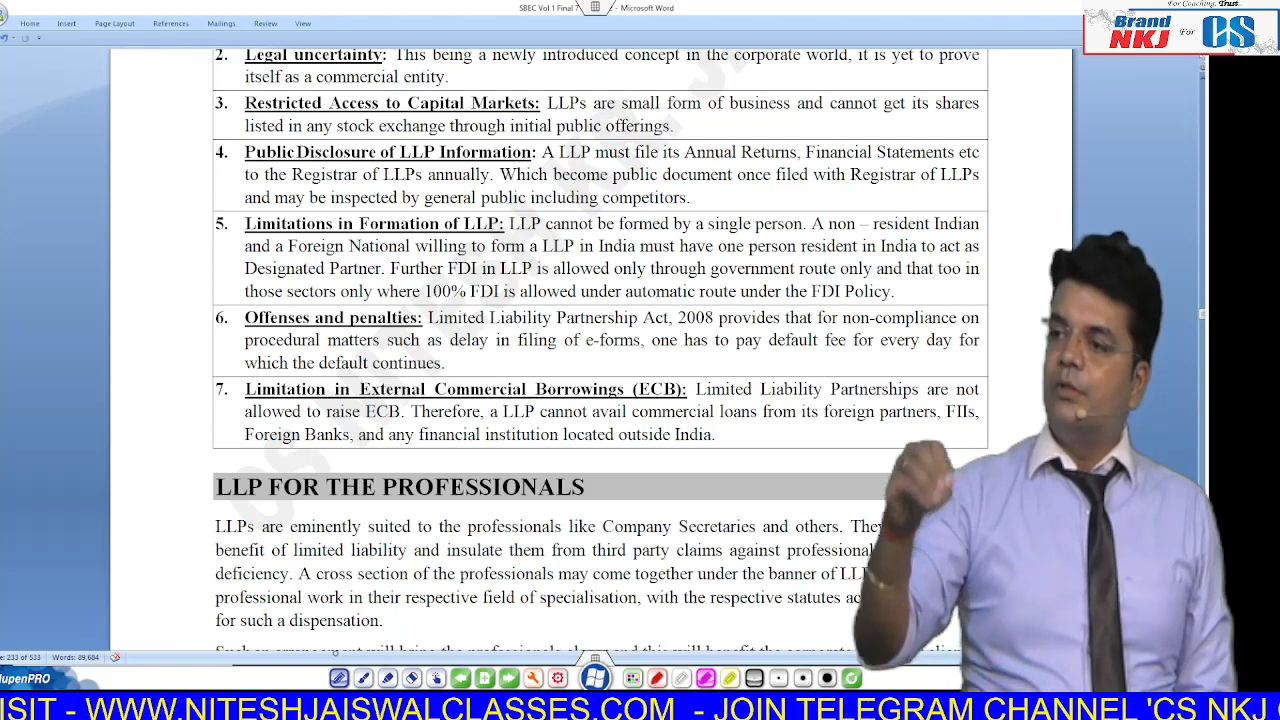 SBEC Vol 1 Final 7
- Microsoft Word
For Coaching, Trust...
Brand
NKJ
For
CS
Home Insert Page Layout References Mailings Review View
2. Legal uncertainty: This being a newly introduced concept in the corporate world, it is yet to prove
itself as a commercial entity.
3. Restricted Access to Capital Markets: LLPs are small form of business and cannot get its shares
listed in any stock exchange through initial public offerings.
4. Public Disclosure of LLP Information: A LLP must file its Annual Returns, Financial Statements etc
to the Registrar of LLPs annually. Which become public document once filed with Registrar of LLPs
and may be inspected by general public including competitors.
5. Limitations in Formation of LLP: LLP cannot be formed by a single person. A non – resident Indian
and a Foreign National willing to form a LLP in India must have one person resident in India to act as
Designated Partner. Further FDI in LLP is allowed only through government route only and that too in
those sectors only where 100% FDI is allowed under automatic route under the FDI Policy.
6. Offenses and penalties: Limited Liability Partnership Act, 2008 provides that for non-compliance on
procedural matters such as delay in filing of e-forms, one has to pay default fee for every day for
which the default continues.
7. Limitation in External Commercial Borrowings (ECB): Limited Liability Partnerships are not
allowed to raise ECB. Therefore, a LLP cannot avail commercial loans from its foreign partners, FIIs,
Foreign Banks, and any financial institution located outside India.
LLP FOR THE PROFESSIONALS
LLPs are eminently suited to the professionals like Company Secretaries and others. They
benefit of limited liability and insulate them from third party claims against professional
deficiency. A cross section of the professionals may come together under the banner of LLP
professional work in their respective field of specialisation, with the respective statutes
for such a dispensation.
: 233 of 533 Words: 89,684
VISIT - WWW.NITESHJAISWALCLASSES.COM - JOIN TELEGRAM CHANNEL 'CS NKJ